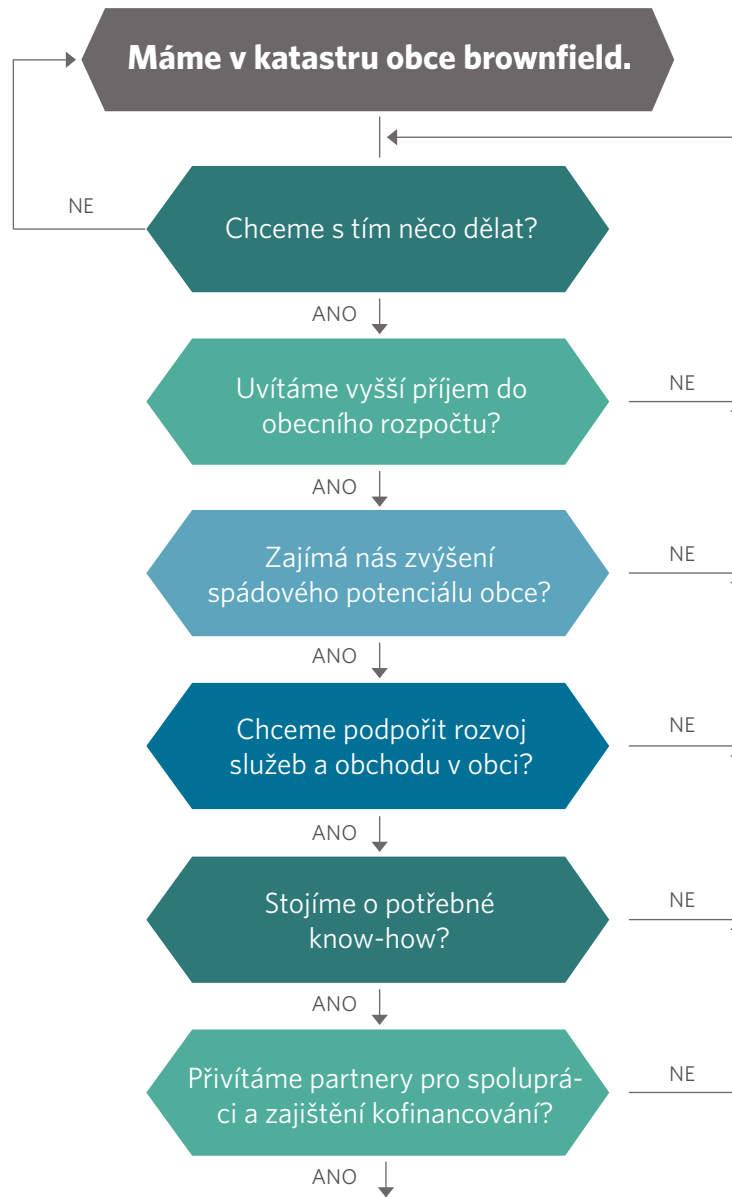 Máme v katastru obce brownfield.
NE
Chceme s tím něco dělat?
ANO
Uvítáme vyšší příjem do
obecního rozpočtu?
NE
ANO
Zajímá nás zvýšení
spádového potenciálu obce?
NE
ANO
Chceme podpořit rozvoj
služeb a obchodu v obci?
NE
ANO
Stojíme o potřebné
know-how?
NE
ANO
Přivítáme partnery pro spoluprá-
ci a zajištění kofinancování?
NE
ANO